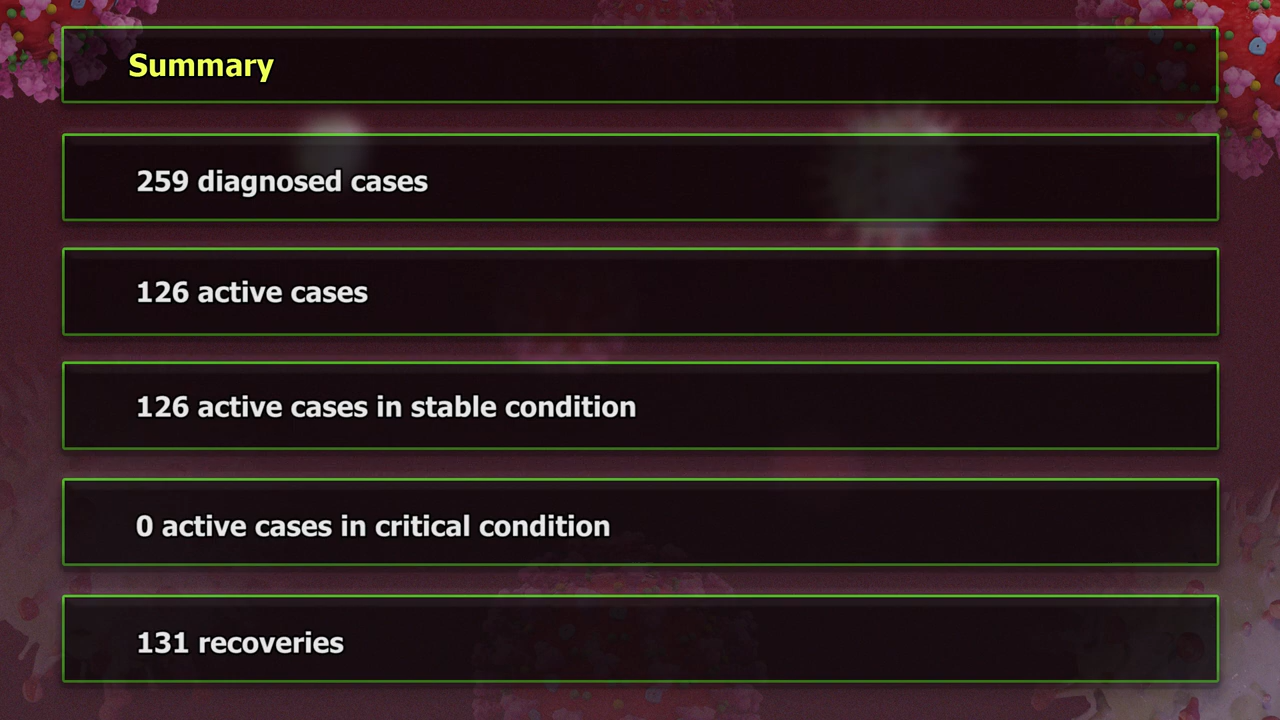 Summary
259 diagnosed cases
126 active cases
126 active cases in stable condition
0 active cases in critical condition
131 recoveries